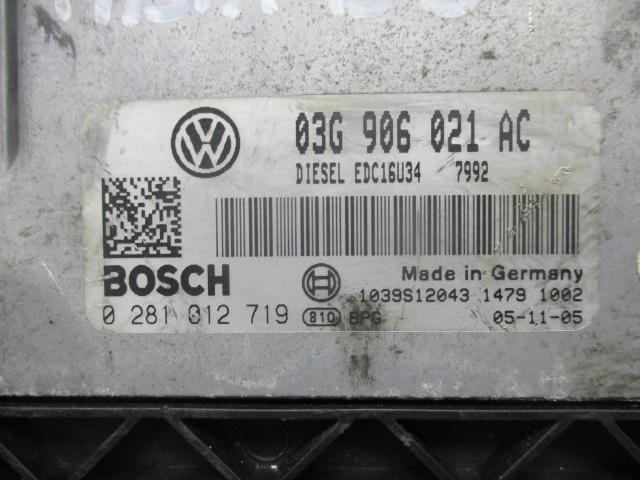 03G 906 021 AC
DIESEL EDC16U34 7992
BOSCH
Made in Germany
1039S12043 1479 1002
0 281 012 719 810 BPG 05-11-05